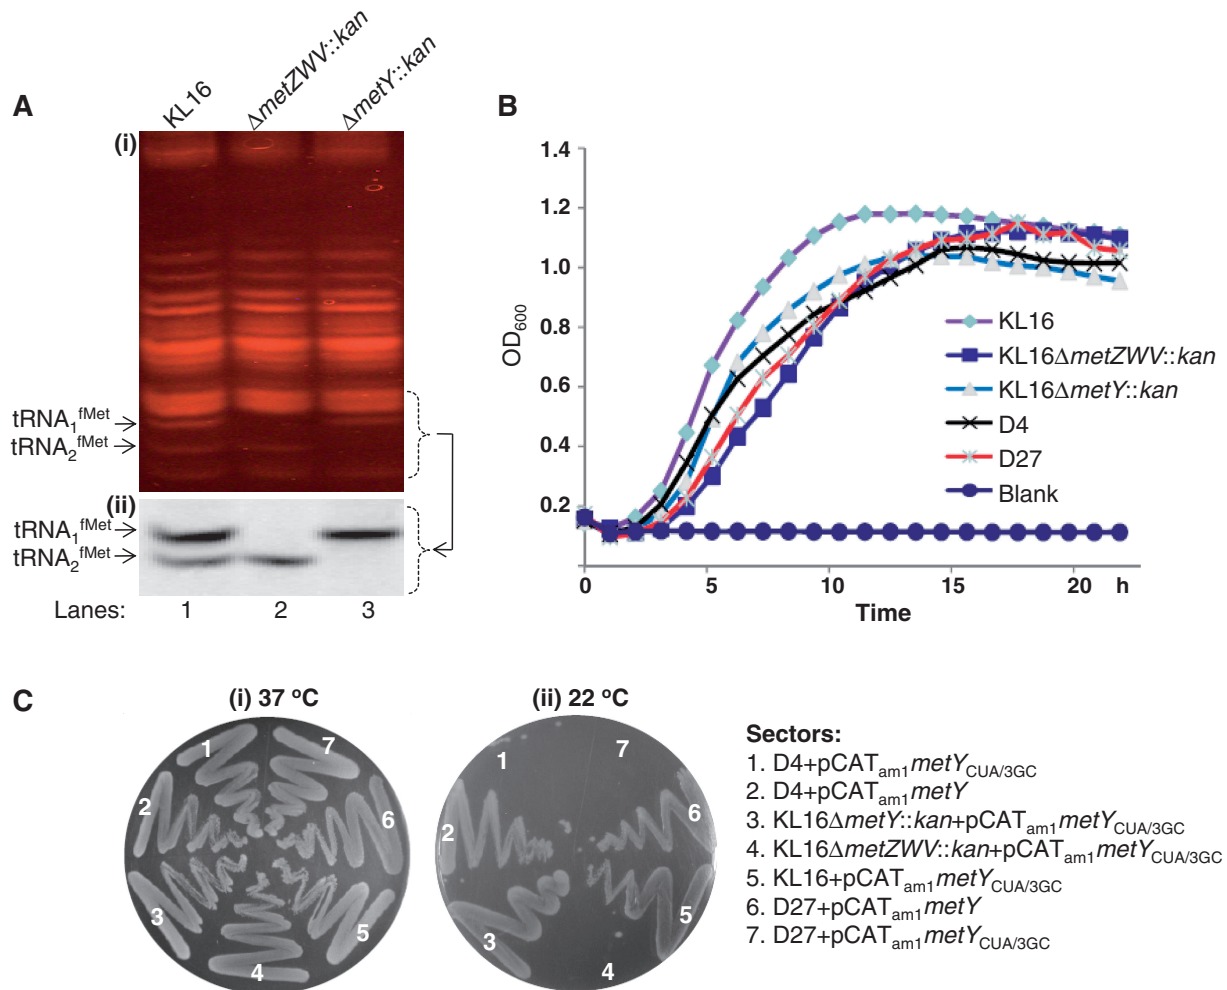 A
KL16
ΔmetZWV::kan
ΔmetY::kan
(i)
tRNA₁ᶠᴹᵉᵗ
tRNA₂ᶠᴹᵉᵗ
(ii)
tRNA₁ᶠᴹᵉᵗ
tRNA₂ᶠᴹᵉᵗ
Lanes: 1 2 3
B
OD₆₀₀
1.4
1.2
1.0
0.8
0.6
0.4
0.2
0 5 10 15 20 h
Time
KL16
KL16ΔmetZWV::kan
KL16ΔmetY::kan
D4
D27
Blank
C
(i) 37 ºC
1
7
2
6
3
5
4
(ii) 22 ºC
1
7
2
6
3
5
4
Sectors:
1. D4+pCATam1metYCUA/3GC
2. D4+pCATam1metY
3. KL16ΔmetY::kan+pCATam1metYCUA/3GC
4. KL16ΔmetZWV::kan+pCATam1metYCUA/3GC
5. KL16+pCATam1metYCUA/3GC
6. D27+pCATam1metY
7. D27+pCATam1metYCUA/3GC